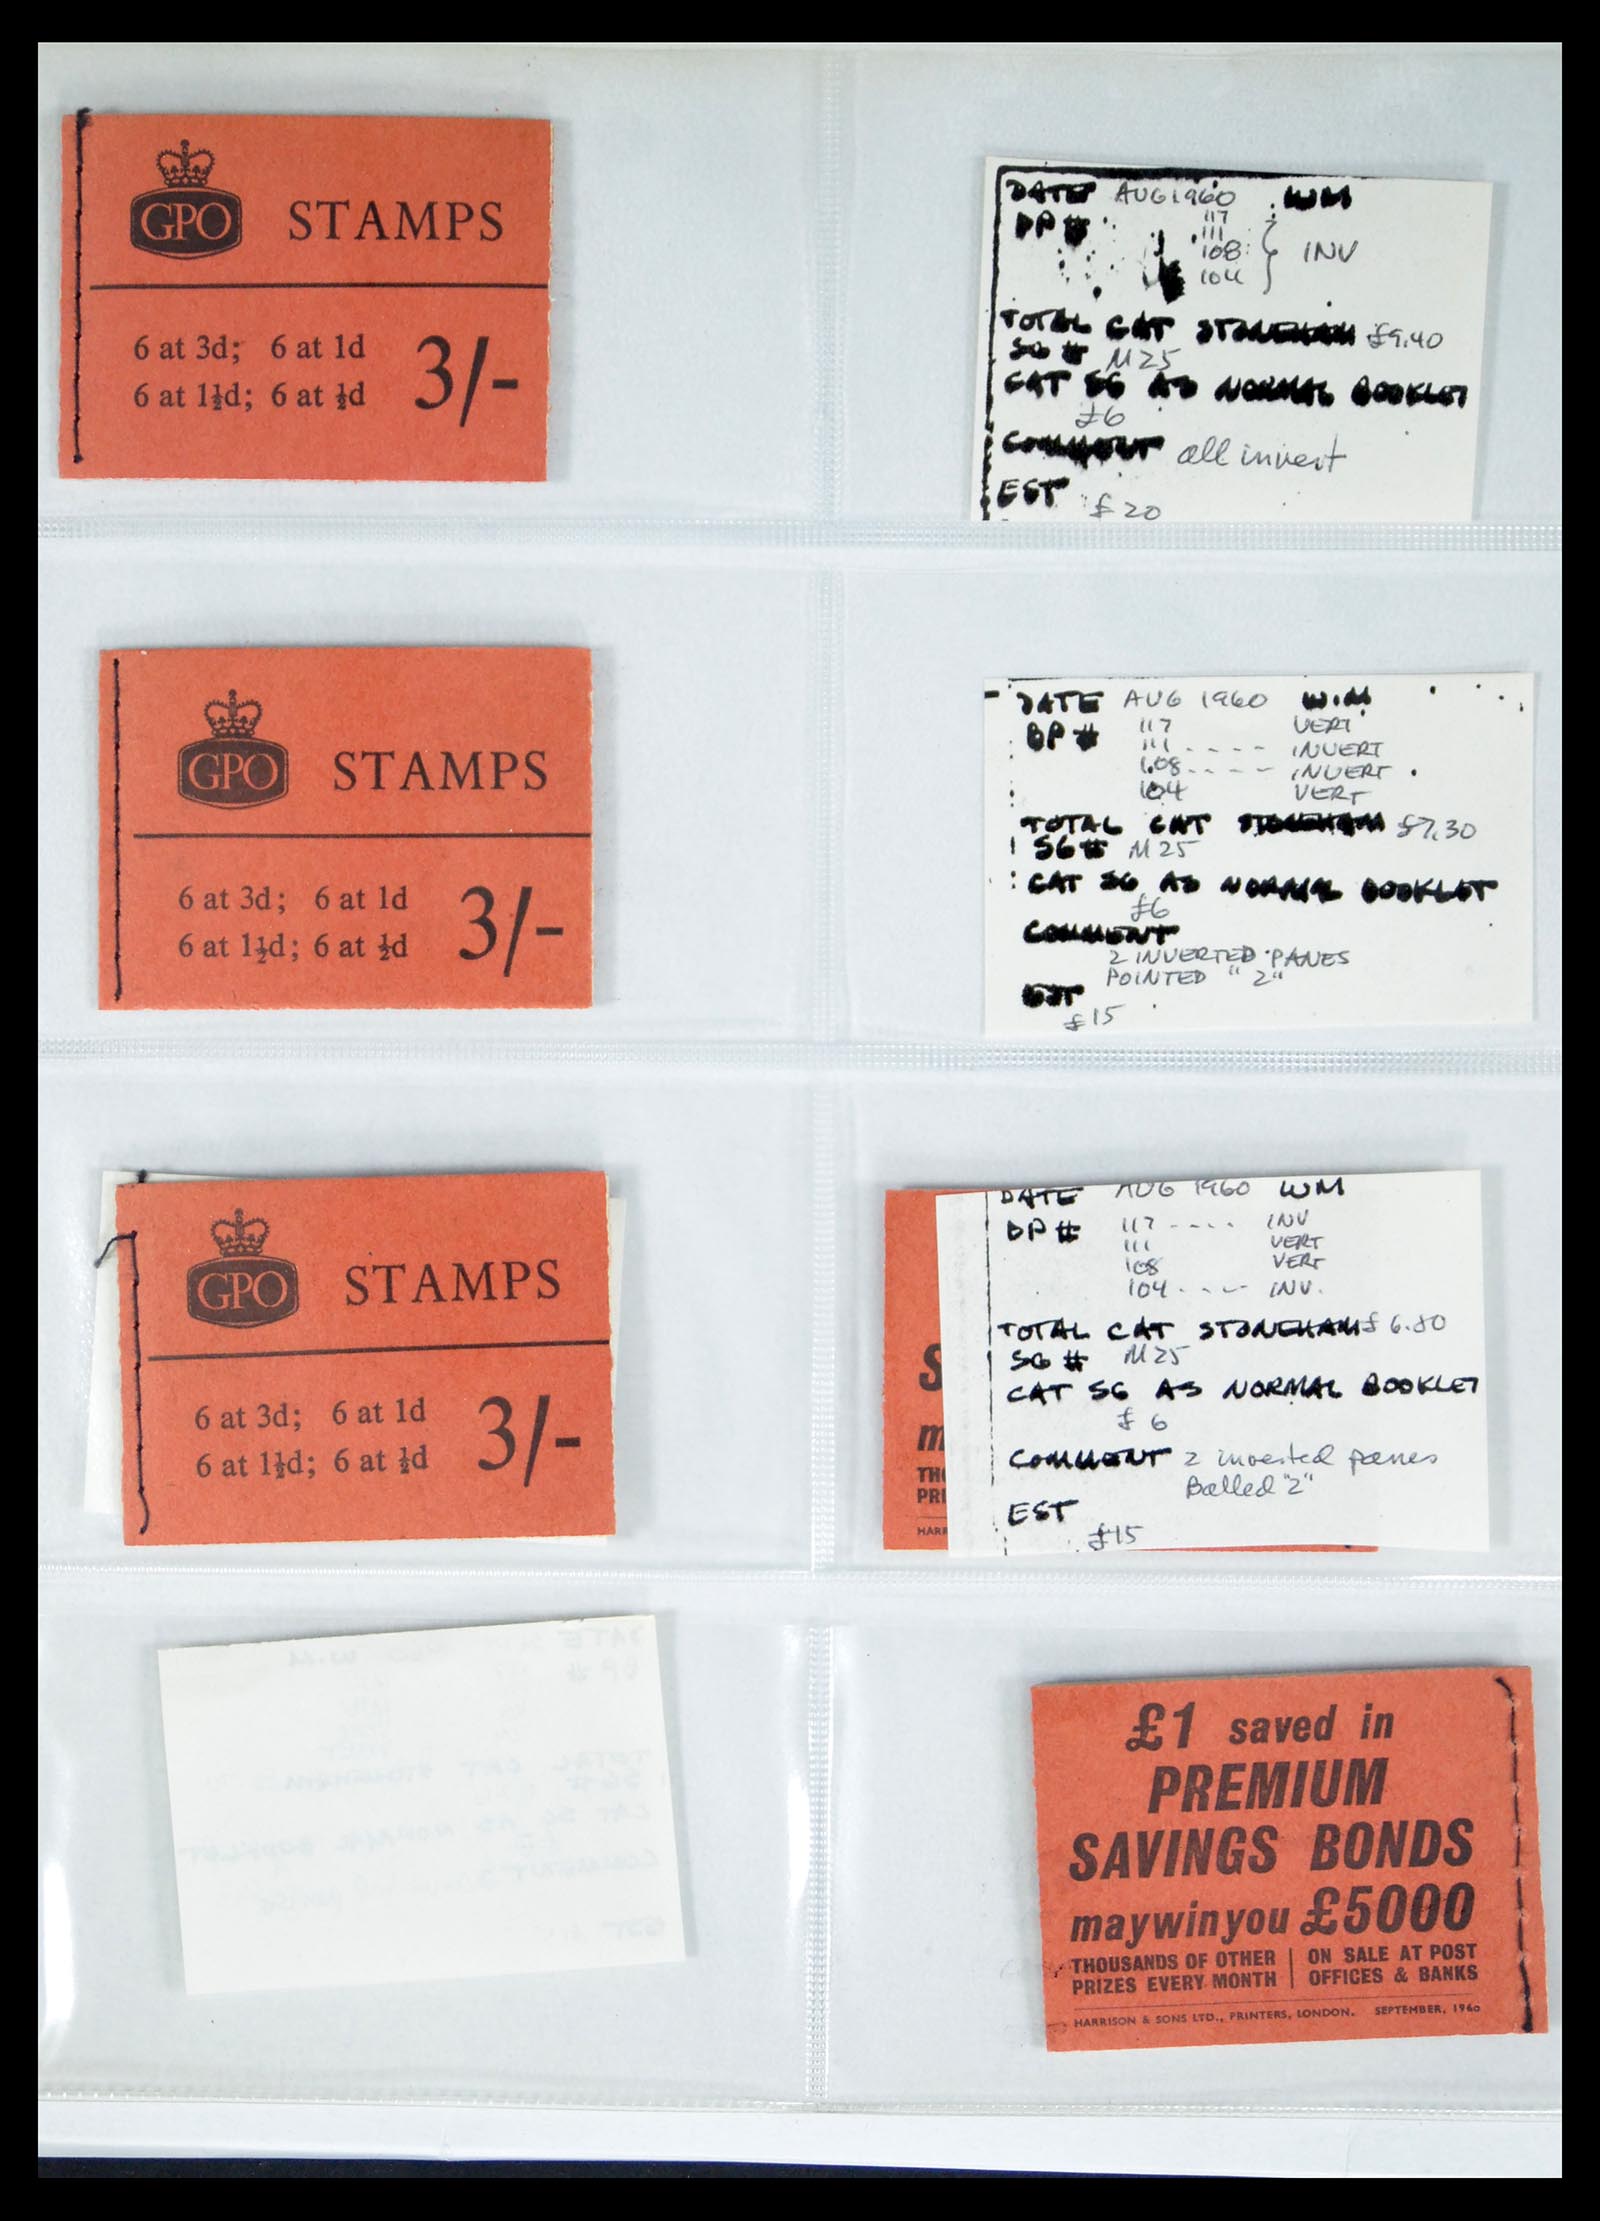 GPO STAMPS
6 at 3d; 6 at 1d
6 at 1½d; 6 at ½d 3/-
DATE AUG 1960 WM
BP # 117
111
108 INV
104
TOTAL CAT STONEHAM £9.40
SG # M25
CAT SG AS NORMAL BOOKLET
£6
COMMENT all invert
EST £20
GPO STAMPS
6 at 3d; 6 at 1d
6 at 1½d; 6 at ½d 3/-
DATE AUG 1960 W.M
BP # 117 VERT
111 - - - - INVERT
108 - - - - INVERT
104 VERT
TOTAL CAT STONEHAM £7.30
SG # M25
CAT SG AS NORMAL BOOKLET
£6
COMMENT
2 INVERTED PANES
POINTED "2"
EST
£15
GPO STAMPS
6 at 3d; 6 at 1d
6 at 1½d; 6 at ½d 3/-
S
m
TH
PRI
HARR
DATE AUG 1960 WM
BP # 117 - - - - INV
111 VERT
108 VERT
104 - - - - INV.
TOTAL CAT STONEHAM £6.80
SG # M25
CAT SG AS NORMAL BOOKLET
£6
COMMENT 2 inverted panes
Balled "2"
EST
£15
£1 saved in
PREMIUM
SAVINGS BONDS
may win you £5000
THOUSANDS OF OTHER | ON SALE AT POST
PRIZES EVERY MONTH | OFFICES & BANKS
HARRISON & SONS LTD., PRINTERS, LONDON. SEPTEMBER, 1960